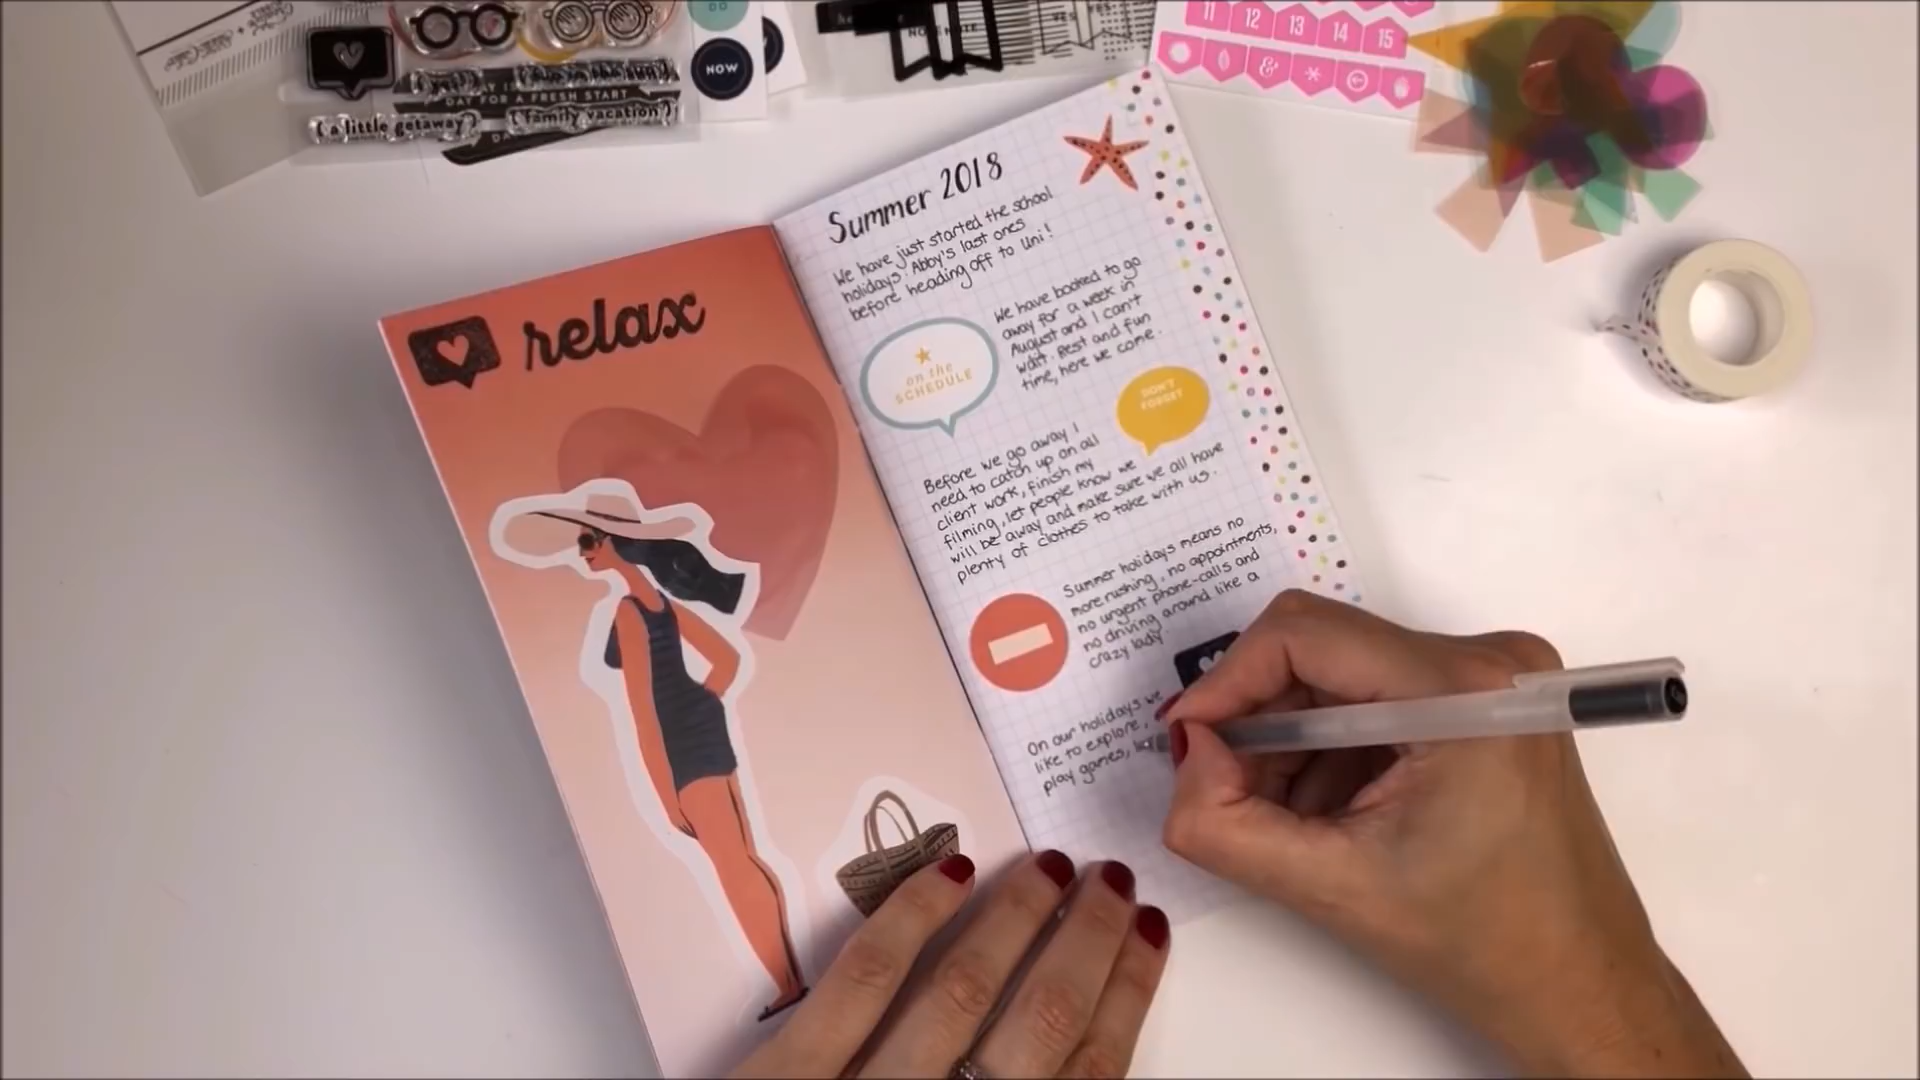 DO
NOW
DAY FOR A FRESH START
(a little getaway)
(family vacation)
NOTE
YES
YES
11 12 13 14 15
&
relax
Summer 2018
We have just started the school
holidays. Abby's last ones
before heading off to Uni!
We have booked to go
away for a week in
August and I can't
wait. Rest and fun
time, here we come.
on the
SCHEDULE
DON'T
FORGET
Before we go away I
need to catch up on all
client work, finish my
filming, let people know we
will be away and make sure we all have
plenty of clothes to take with us.
Summer holidays means no
more rushing, no appointments,
no urgent phone-calls and
no driving around like a
crazy lady.
On our holidays we
like to explore,
play games,